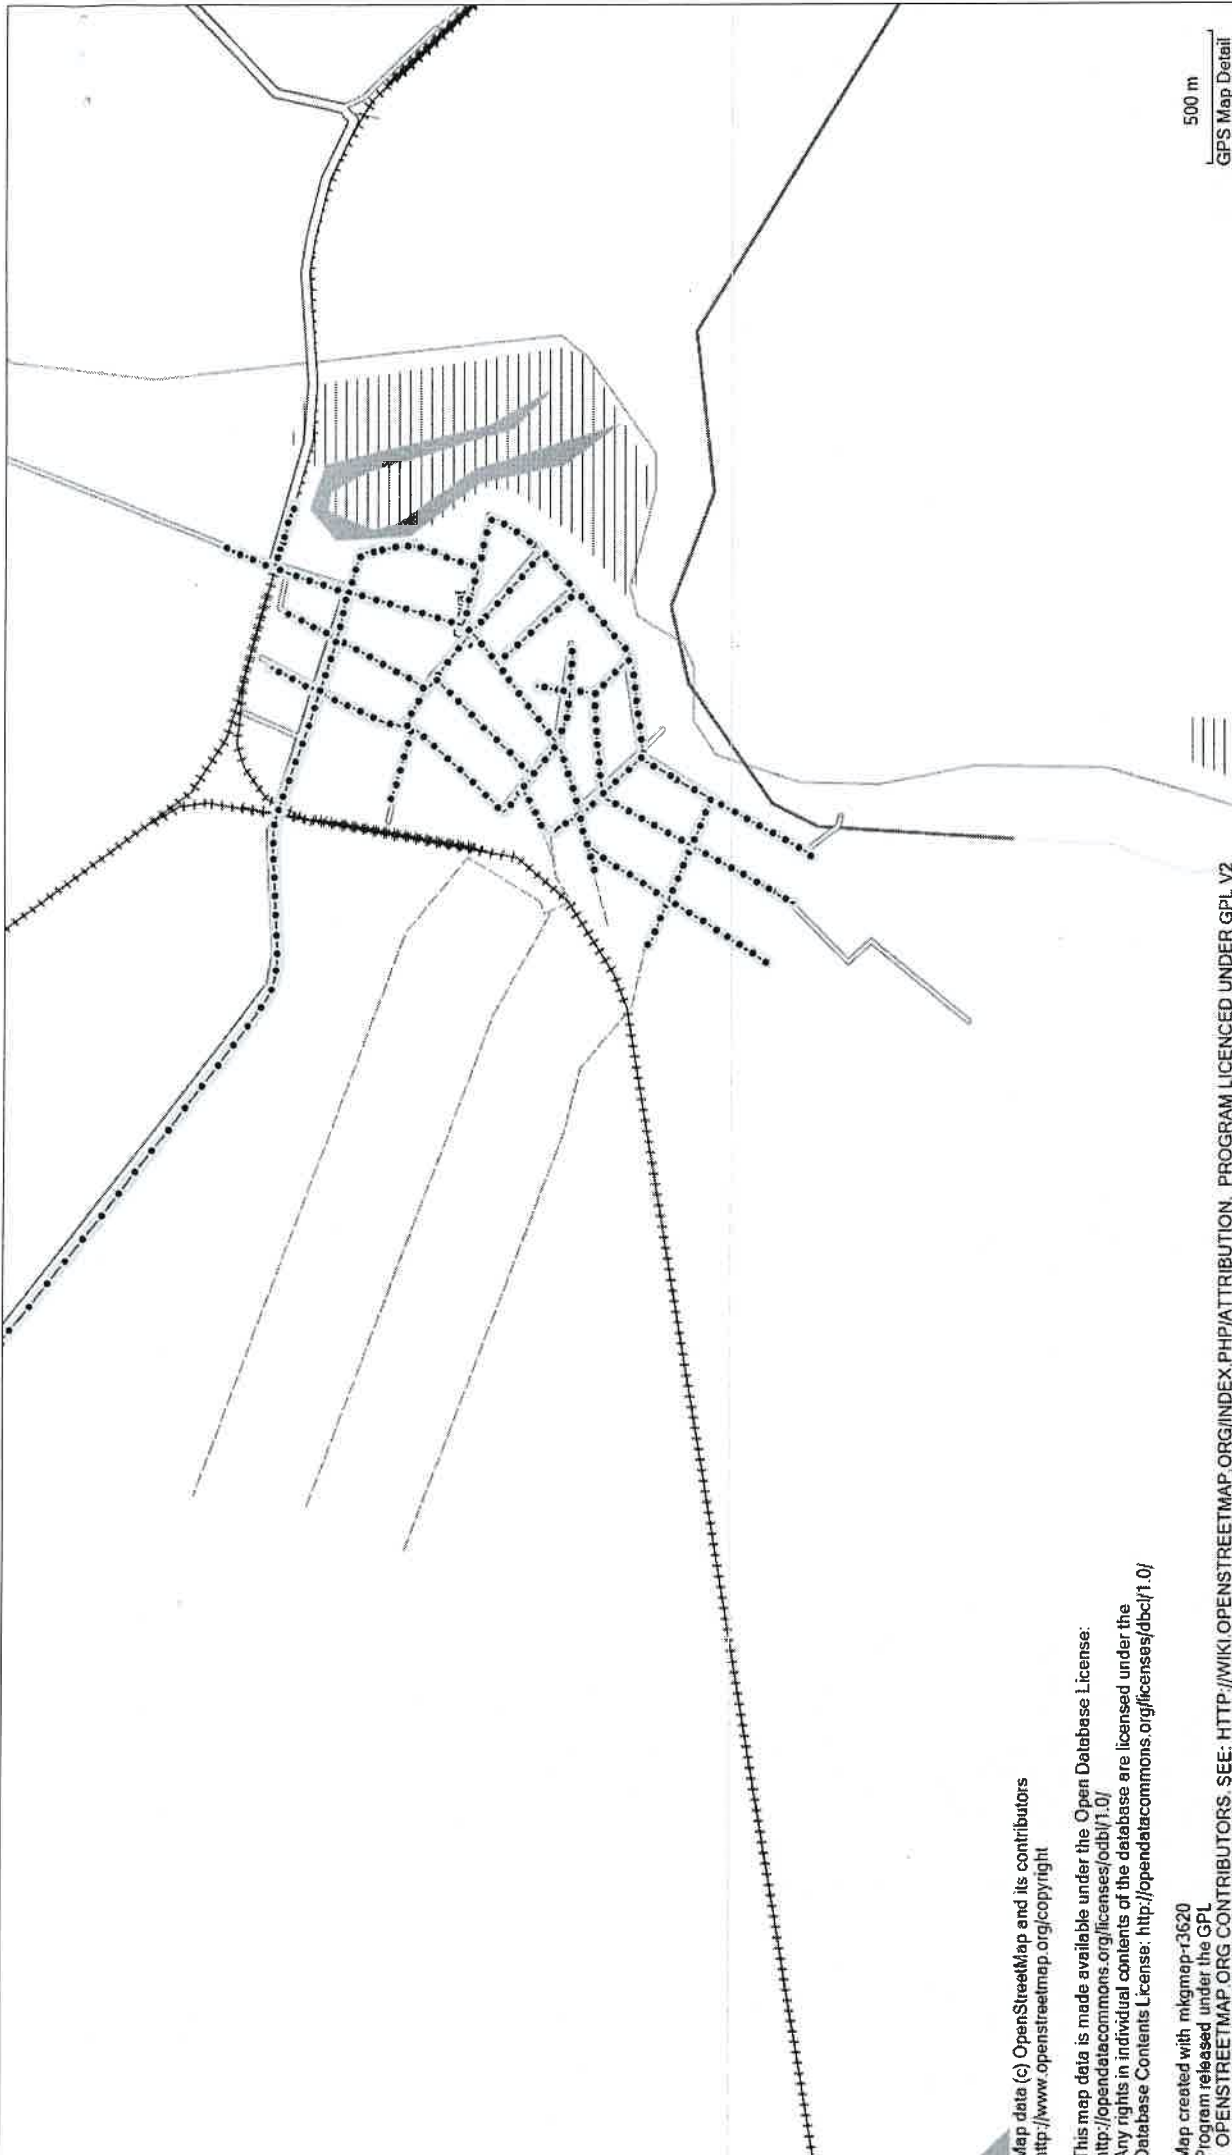 500 m
GPS Map Detail
Map data (c) OpenStreetMap and its contributors
http://www.openstreetmap.org/copyright
This map data is made available under the Open Database License:
http://opendatacommons.org/licenses/odbl/1.0/
Any rights in individual contents of the database are licensed under the
Database Contents License: http://opendatacommons.org/licenses/dbcl/1.0/
Map created with mkgmap-r3620
Program released under the GPL
OPENSTREETMAP.ORG CONTRIBUTORS. SEE: HTTP://WIKI.OPENSTREETMAP.ORG/INDEX.PHP/ATTRIBUTION, PROGRAM LICENCED UNDER GPL V2